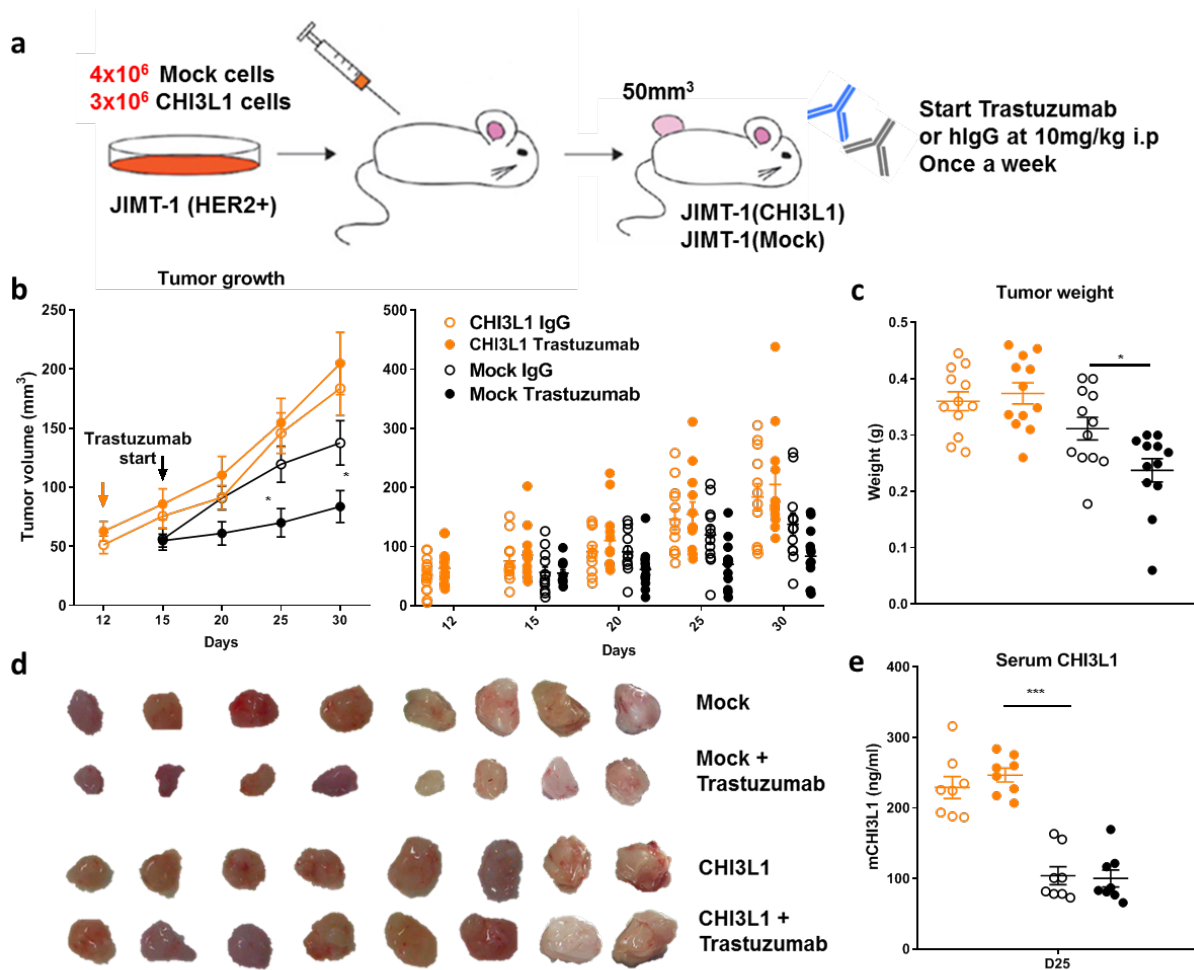 a
4x10⁶ Mock cells
3x10⁶ CHI3L1 cells
JIMT-1 (HER2+)
50mm³
JIMT-1(CHI3L1)
JIMT-1(Mock)
Start Trastuzumab
or hIgG at 10mg/kg i.p
Once a week
b
Tumor growth
Tumor volume (mm³)
250
200
150
100
50
0
Trastuzumab
start
*
*
12
15
20
25
30
Days
500
400
300
200
100
0
CHI3L1 IgG
CHI3L1 Trastuzumab
Mock IgG
Mock Trastuzumab
12
15
20
25
30
Days
c
Tumor weight
Weight (g)
0.5
0.4
0.3
0.2
0.1
0.0
*
d
Mock
Mock +
Trastuzumab
CHI3L1
CHI3L1 +
Trastuzumab
e
Serum CHI3L1
mCHI3L1 (ng/ml)
400
300
200
100
0
***
D25